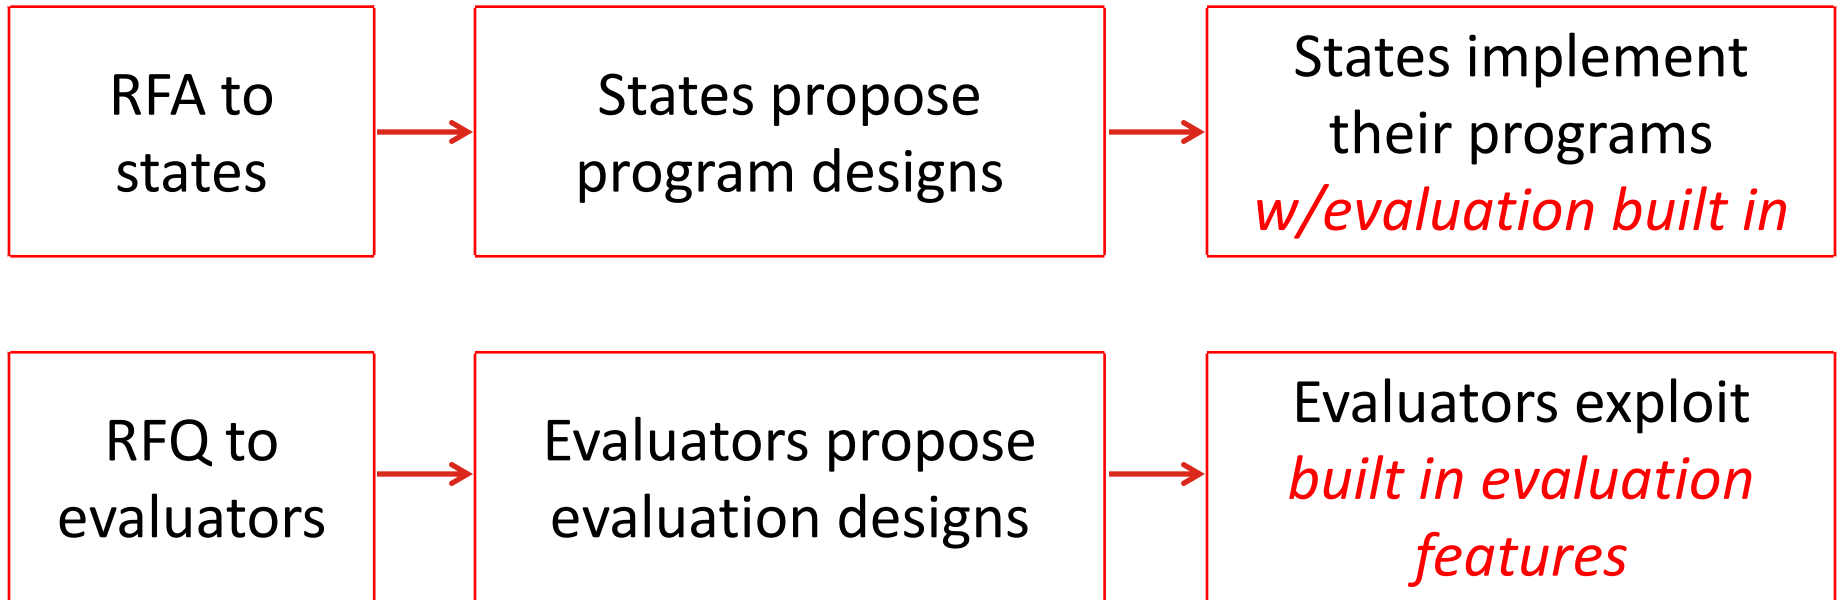 RFA to
states
States propose
program designs
States implement
their programs
w/evaluation built in
RFQ to
evaluators
Evaluators propose
evaluation designs
Evaluators exploit
built in evaluation
features